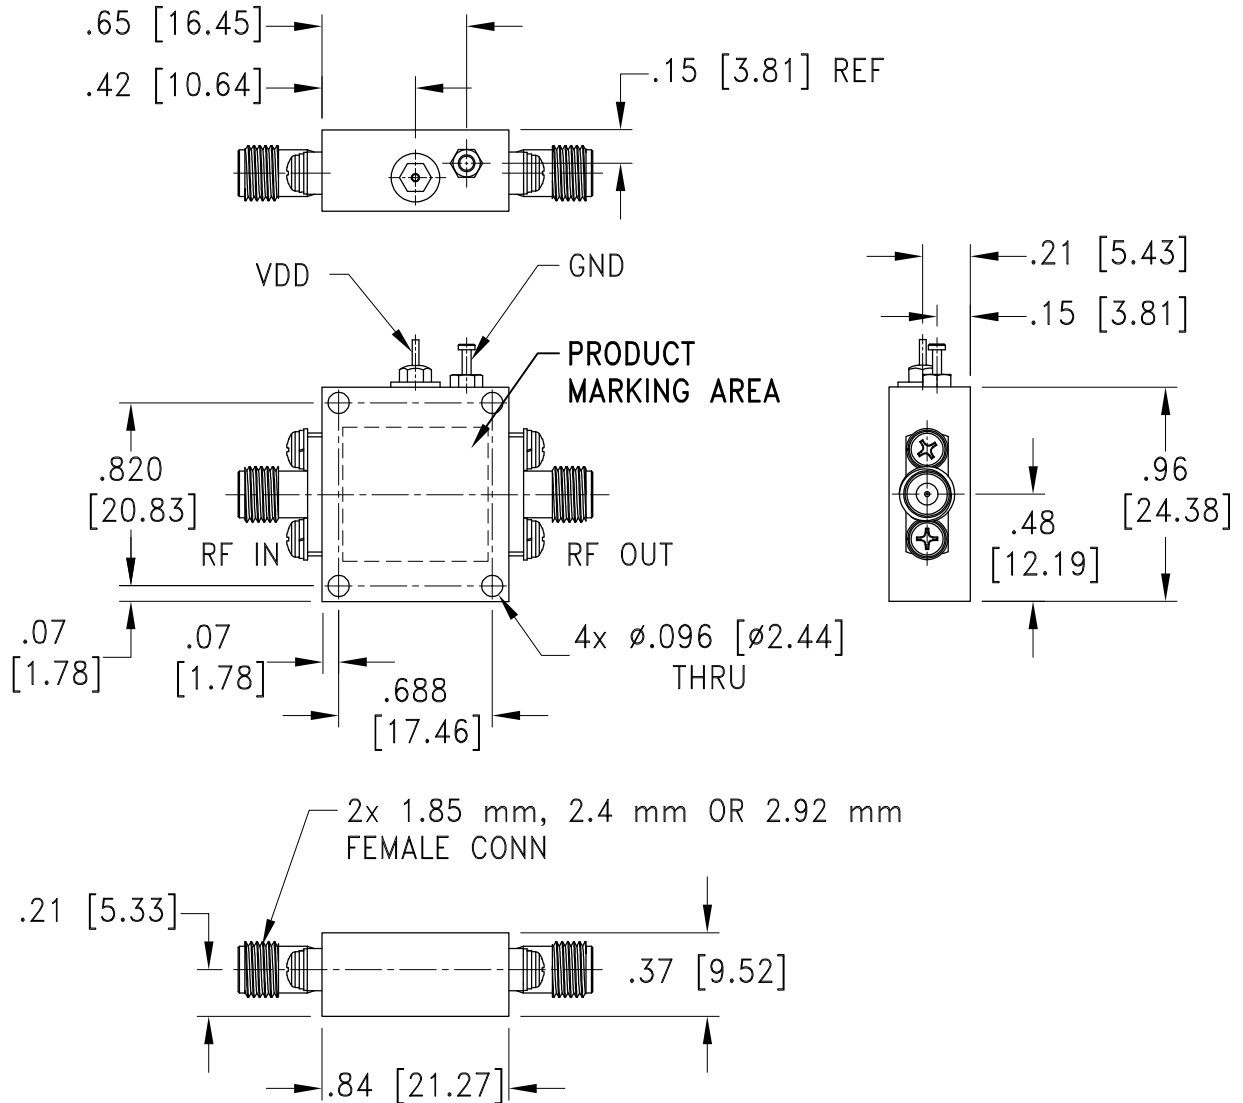 .65 [16.45]
.42 [10.64]
.15 [3.81] REF
VDD
GND
.21 [5.43]
.15 [3.81]
PRODUCT
MARKING AREA
.820
[20.83]
.96
[24.38]
.48
[12.19]
RF IN
RF OUT
.07
[1.78]
.07
[1.78]
4x ø.096 [ø2.44]
THRU
.688
[17.46]
2x 1.85 mm, 2.4 mm OR 2.92 mm
FEMALE CONN
.21 [5.33]
.37 [9.52]
.84 [21.27]